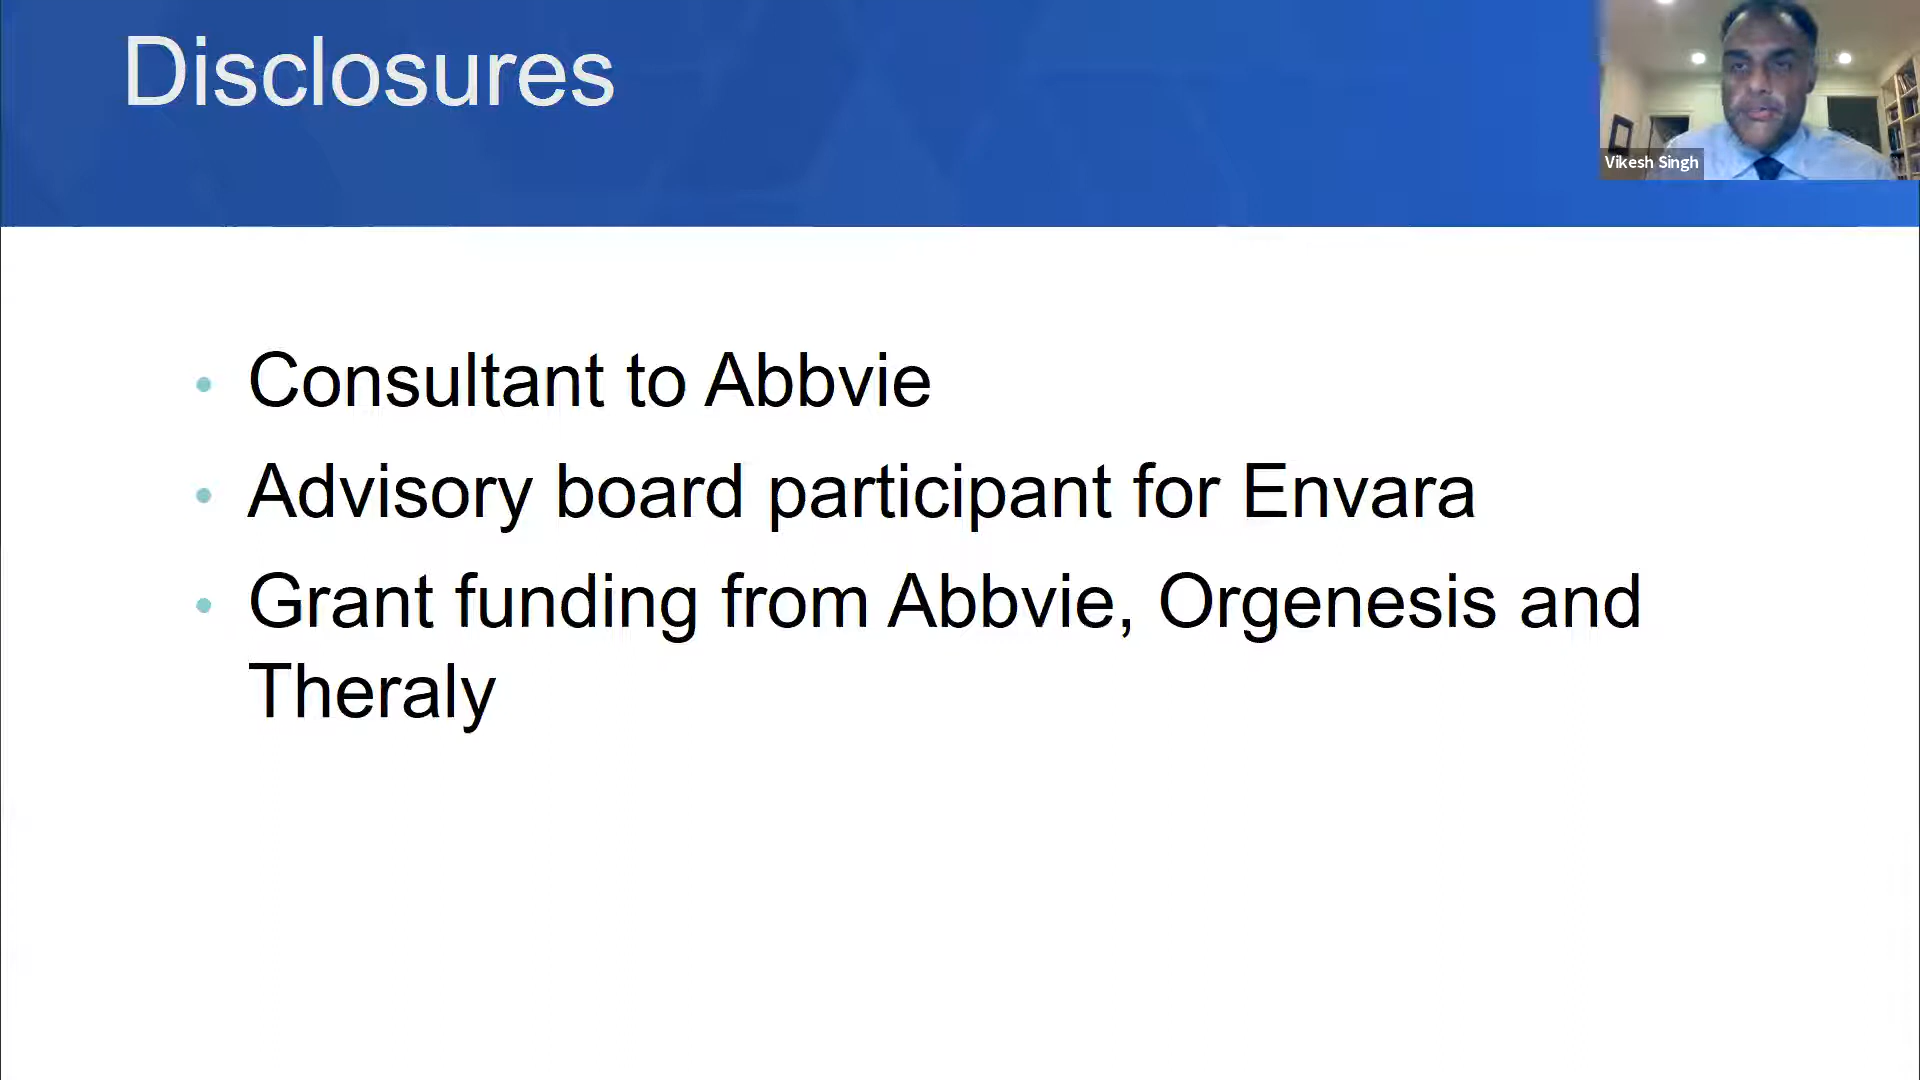 Disclosures
Vikesh Singh
• Consultant to Abbvie
• Advisory board participant for Envara
• Grant funding from Abbvie, Orgenesis and
Theraly